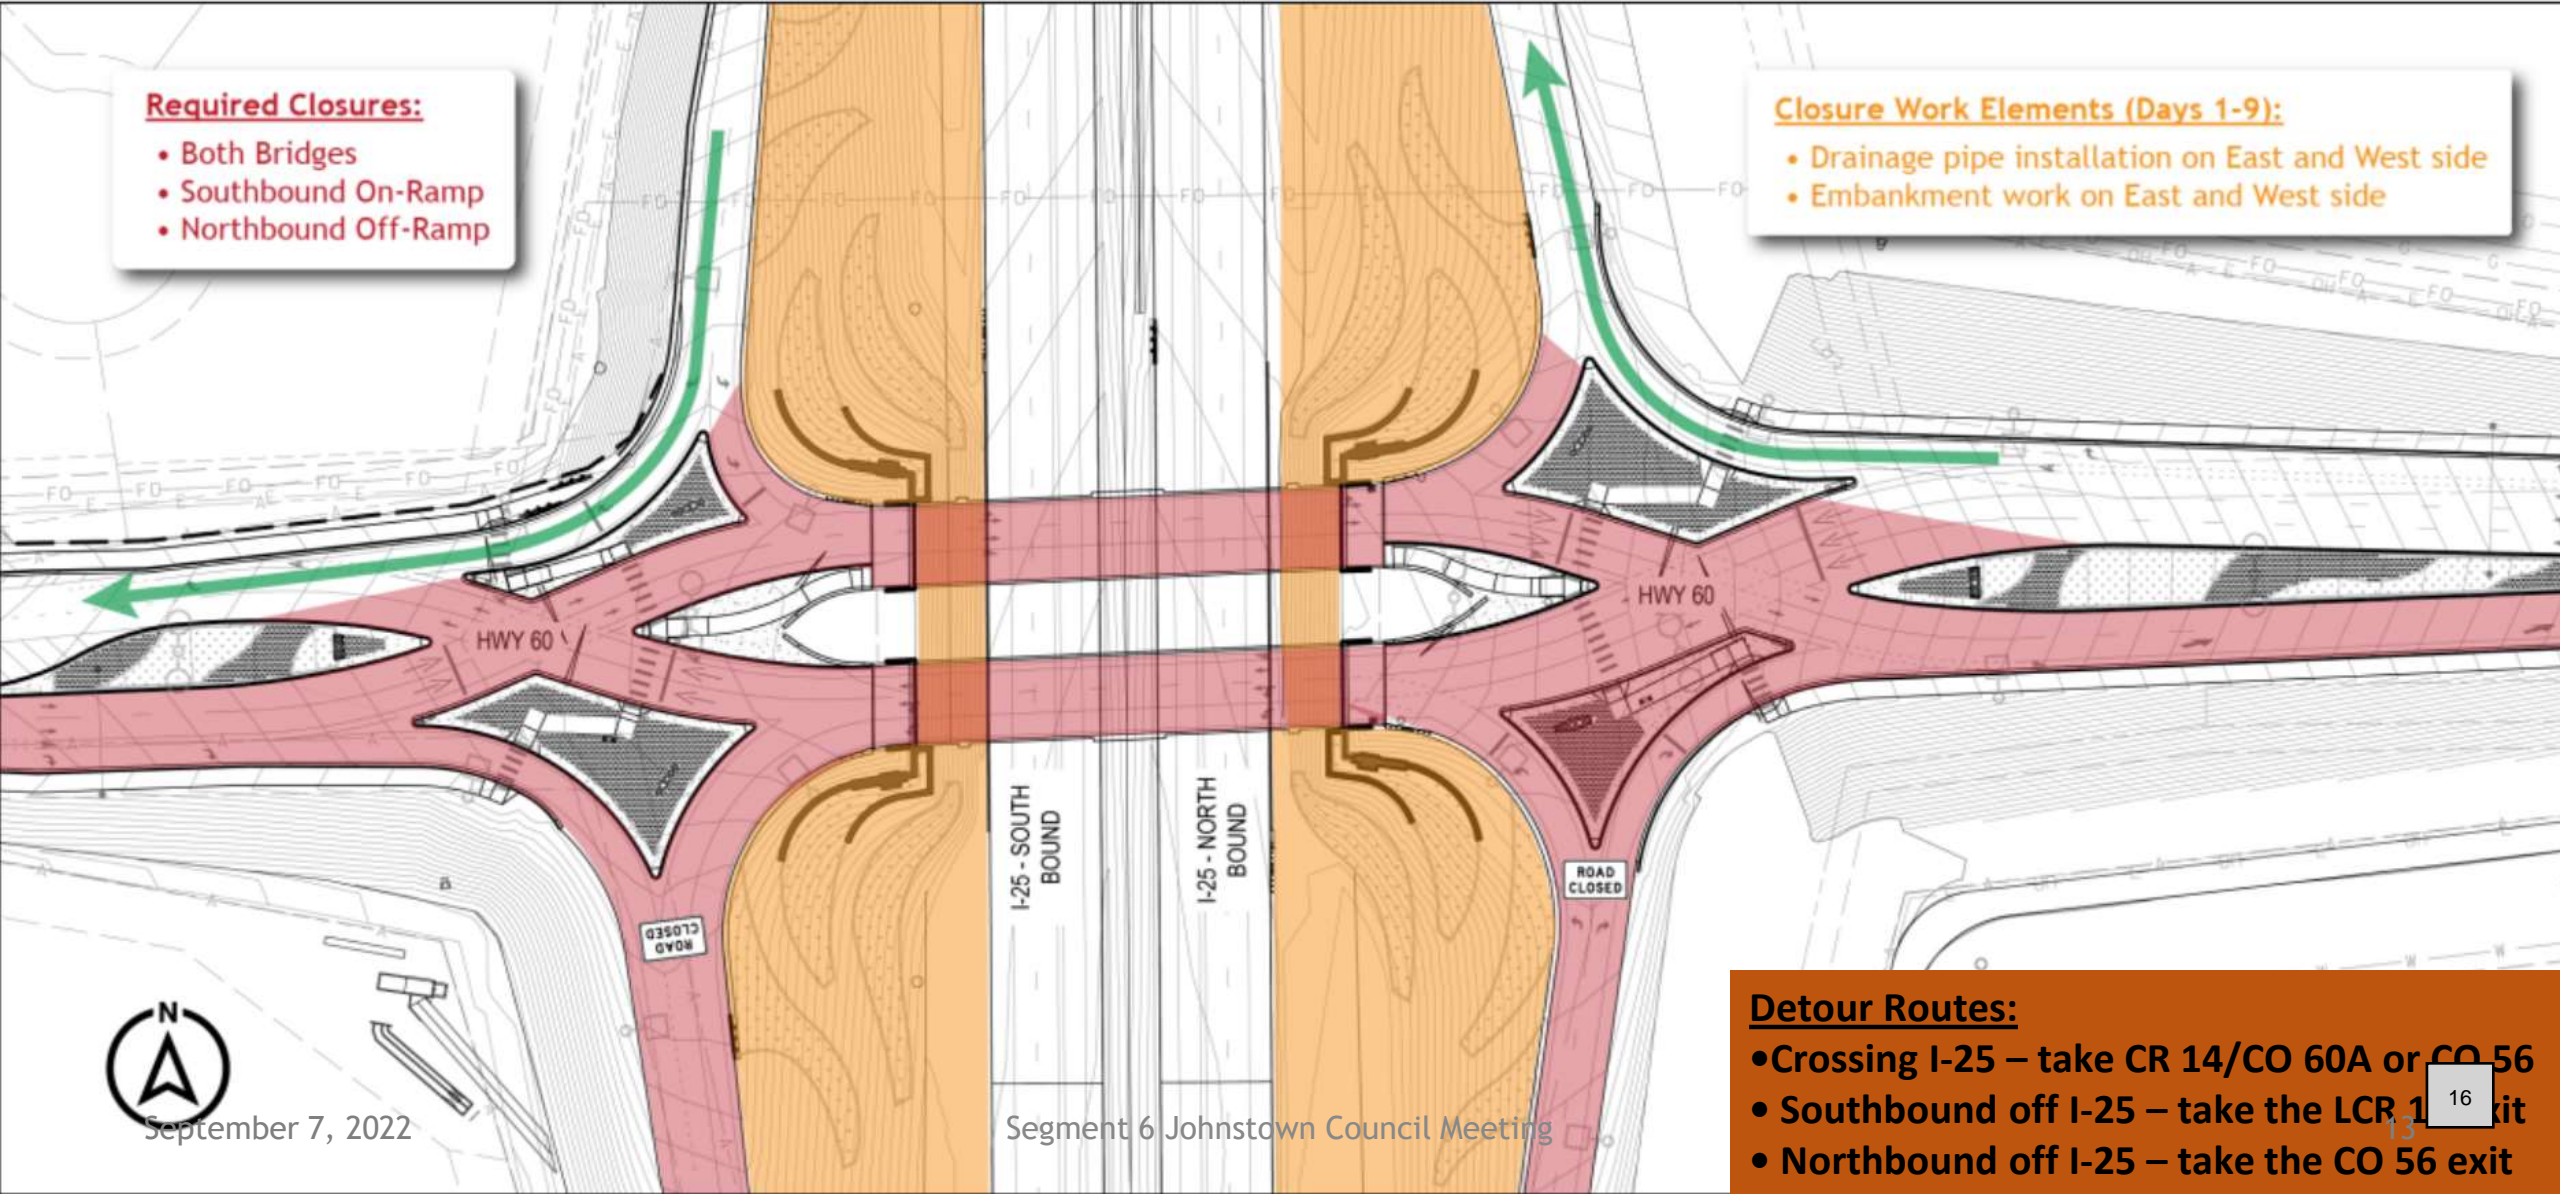 Required Closures:
• Both Bridges
• Southbound On-Ramp
• Northbound Off-Ramp
Closure Work Elements (Days 1-9):
• Drainage pipe installation on East and West side
• Embankment work on East and West side
HWY 60
HWY 60
I-25 - SOUTH
BOUND
I-25 - NORTH
BOUND
ROAD
CLOSED
ROAD
CLOSED
N
Detour Routes:
•Crossing I-25 – take CR 14/CO 60A or CO 56
• Southbound off I-25 – take the LCR
• Northbound off I-25 – take the CO 56 exit
16
13
September 7, 2022
Segment 6 Johnstown Council Meeting